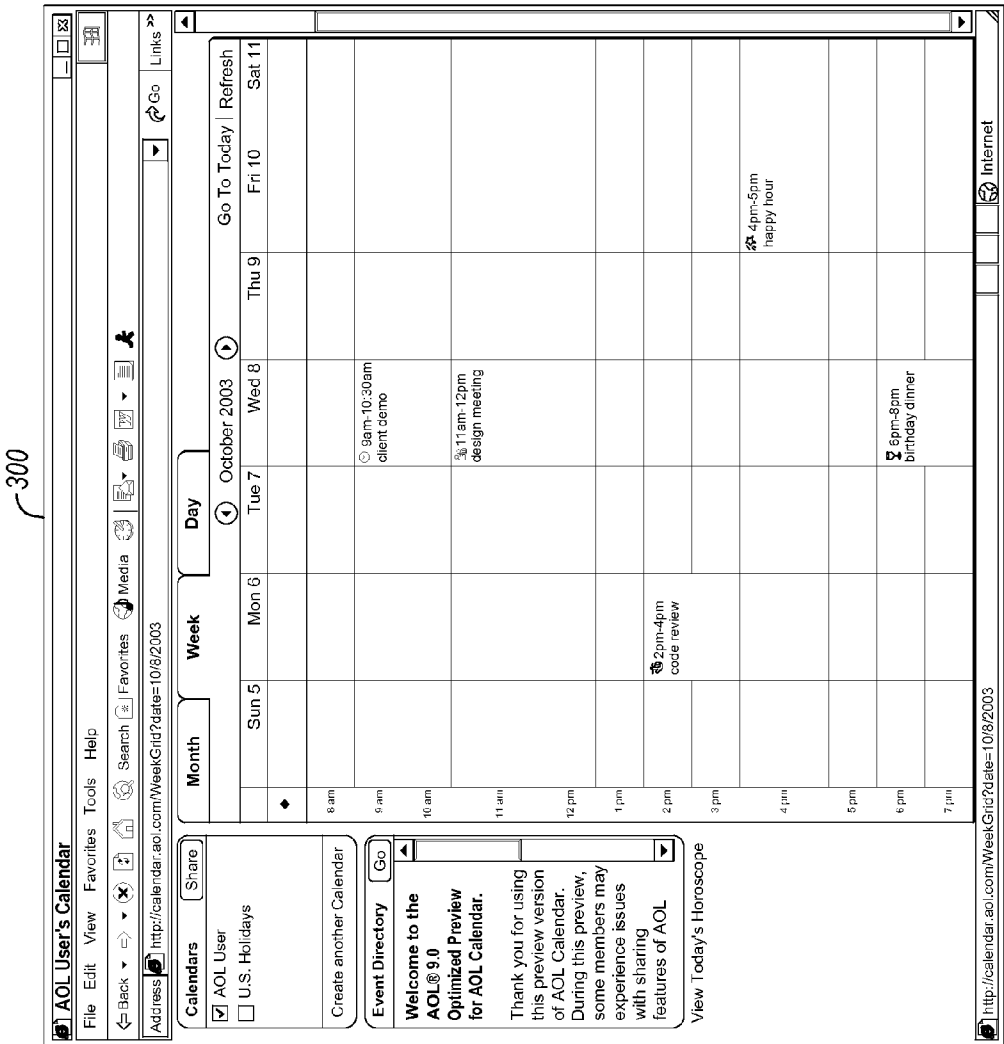 300
AOL User's Calendar
File Edit View Favorites Tools Help
Back Search Favorites Media
Address http://calendar.aol.com/WeekGrid?date=10/8/2003 Go Links »
Calendars Share
AOL User
U.S. Holidays
Create another Calendar
Event Directory Go
Welcome to the
AOL® 9.0
Optimized Preview
for AOL Calendar.
Thank you for using
this preview version
of AOL Calendar.
During this preview,
some members may
experience issues
with sharing
features of AOL
View Today's Horoscope
Month Week Day
October 2003 Go To Today | Refresh
Sun 5 Mon 6 Tue 7 Wed 8 Thu 9 Fri 10 Sat 11
8 am
9 am
9am-10:30am
client demo
10 am
11 am
11am-12pm
design meeting
12 pm
1 pm
2 pm
2pm-4pm
code review
3 pm
4 pm
4pm-5pm
happy hour
5 pm
6 pm
6pm-8pm
birthday dinner
7 pm
http://calendar.aol.com/WeekGrid?date=10/8/2003 Internet